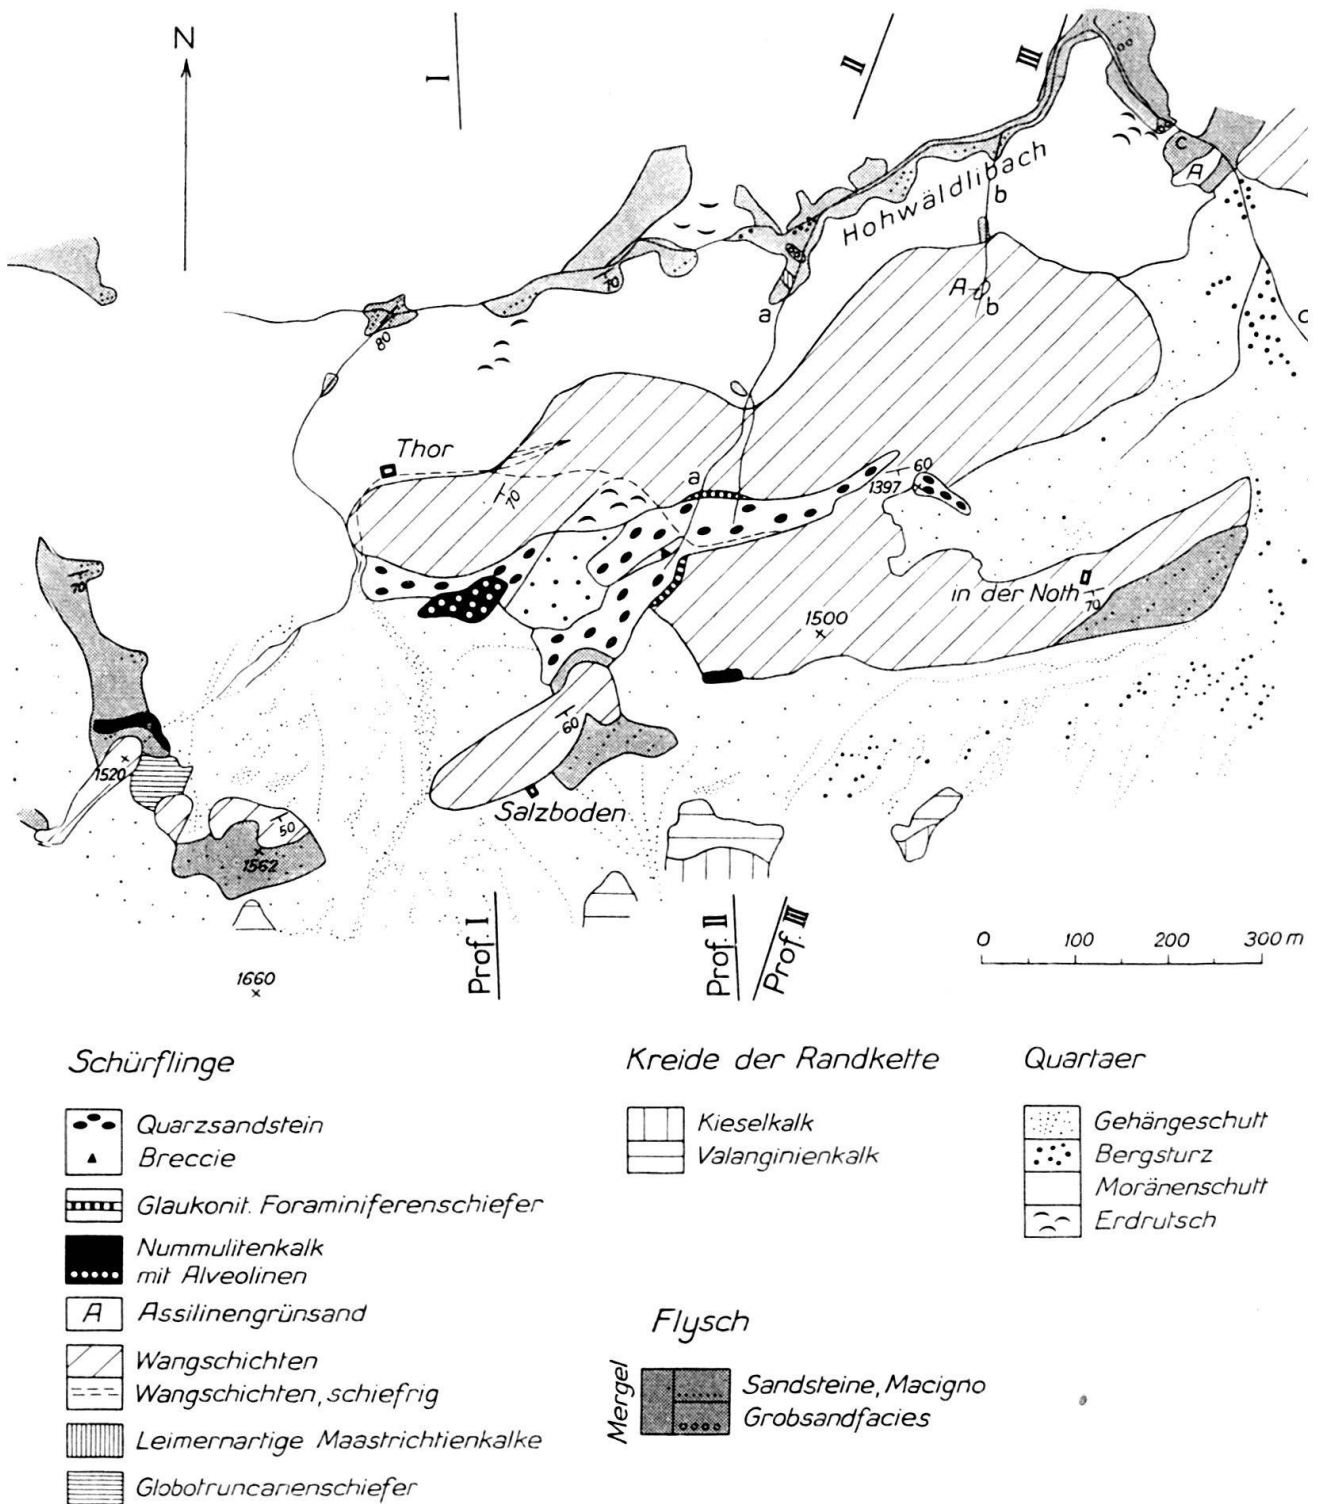 N
I
II
III
c
A
b
Hohwäldlibach
70
A
b
a
c
80
Thor
60
a
1397
70
70
in der Noth
70
1500
60
1520
Salzboden
50
1562
Prof. I
Prof. II
Prof. III
0 100 200 300 m
1660
Schürflinge
Quarzsandstein
Breccie
Glaukonit. Foraminiferenschiefer
Nummulitenkalk
mit Alveolinen
A Assilinengrünsand
Wangschichten
Wangschichten, schiefrig
Leimernartige Maastrichtienkalke
Globotruncanenschiefer
Kreide der Randkette
Kieselkalk
Valanginienkalk
Quartaer
Gehängeschutt
Bergsturz
Moränenschutt
Erdrutsch
Flysch
Mergel
Sandsteine, Macigno
Grobsandfacies